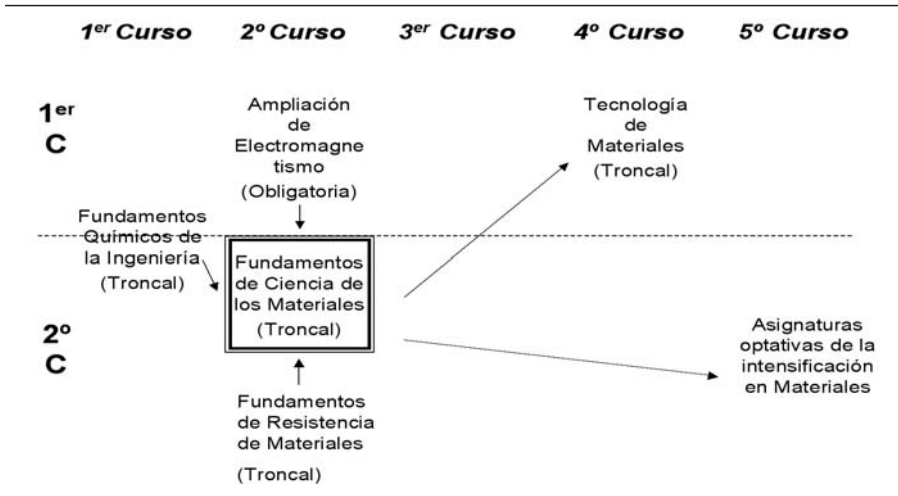 1er Curso 2º Curso 3er Curso 4º Curso 5º Curso
1er
C
Ampliación
de
Electromagne
tismo
(Obligatoria)
Tecnología
de
Materiales
(Troncal)
Fundamentos
Químicos de
la Ingeniería
(Troncal)
Fundamentos
de Ciencia de
los Materiales
(Troncal)
2º
C
Asignaturas
optativas de la
intensificación
en Materiales
Fundamentos
de Resistencia
de Materiales
(Troncal)